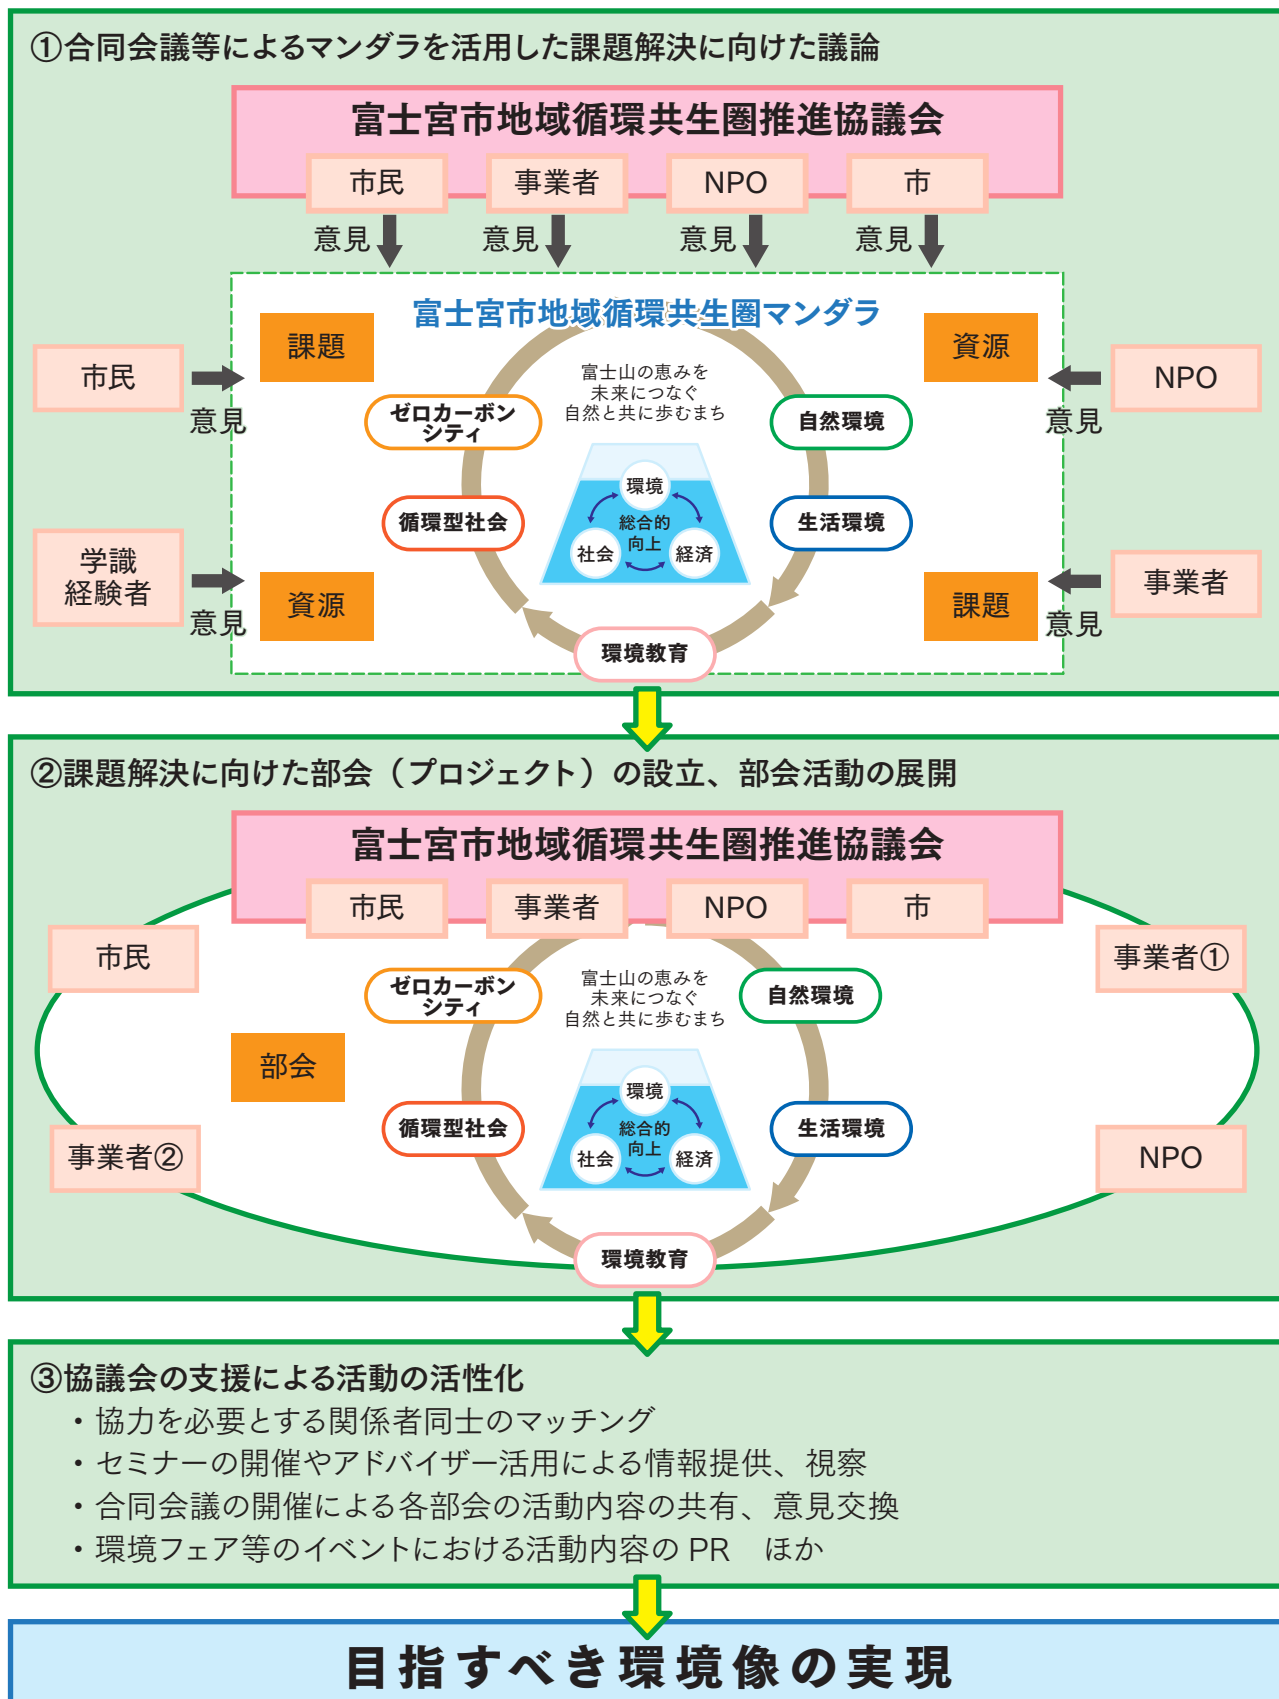 ①合同会議等によるマンダラを活用した課題解決に向けた議論
富士宮市地域循環共生圏推進協議会
市民
事業者
NPO
市
意見
意見
意見
意見
富士宮市地域循環共生圏マンダラ
課題
資源
市民
意見
NPO
意見
富士山の恵みを
未来につなぐ
自然と共に歩むまち
ゼロカーボン
シティ
自然環境
環境
総合的
向上
社会
経済
循環型社会
生活環境
学識
経験者
意見
事業者
意見
資源
課題
環境教育
②課題解決に向けた部会（プロジェクト）の設立、部会活動の展開
富士宮市地域循環共生圏推進協議会
市民
事業者
NPO
市
市民
事業者①
富士山の恵みを
未来につなぐ
自然と共に歩むまち
ゼロカーボン
シティ
自然環境
部会
環境
総合的
向上
社会
経済
循環型社会
生活環境
事業者②
NPO
環境教育
③協議会の支援による活動の活性化
・協力を必要とする関係者同士のマッチング
・セミナーの開催やアドバイザー活用による情報提供、視察
・合同会議の開催による各部会の活動内容の共有、意見交換
・環境フェア等のイベントにおける活動内容の PR　ほか
目指すべき環境像の実現